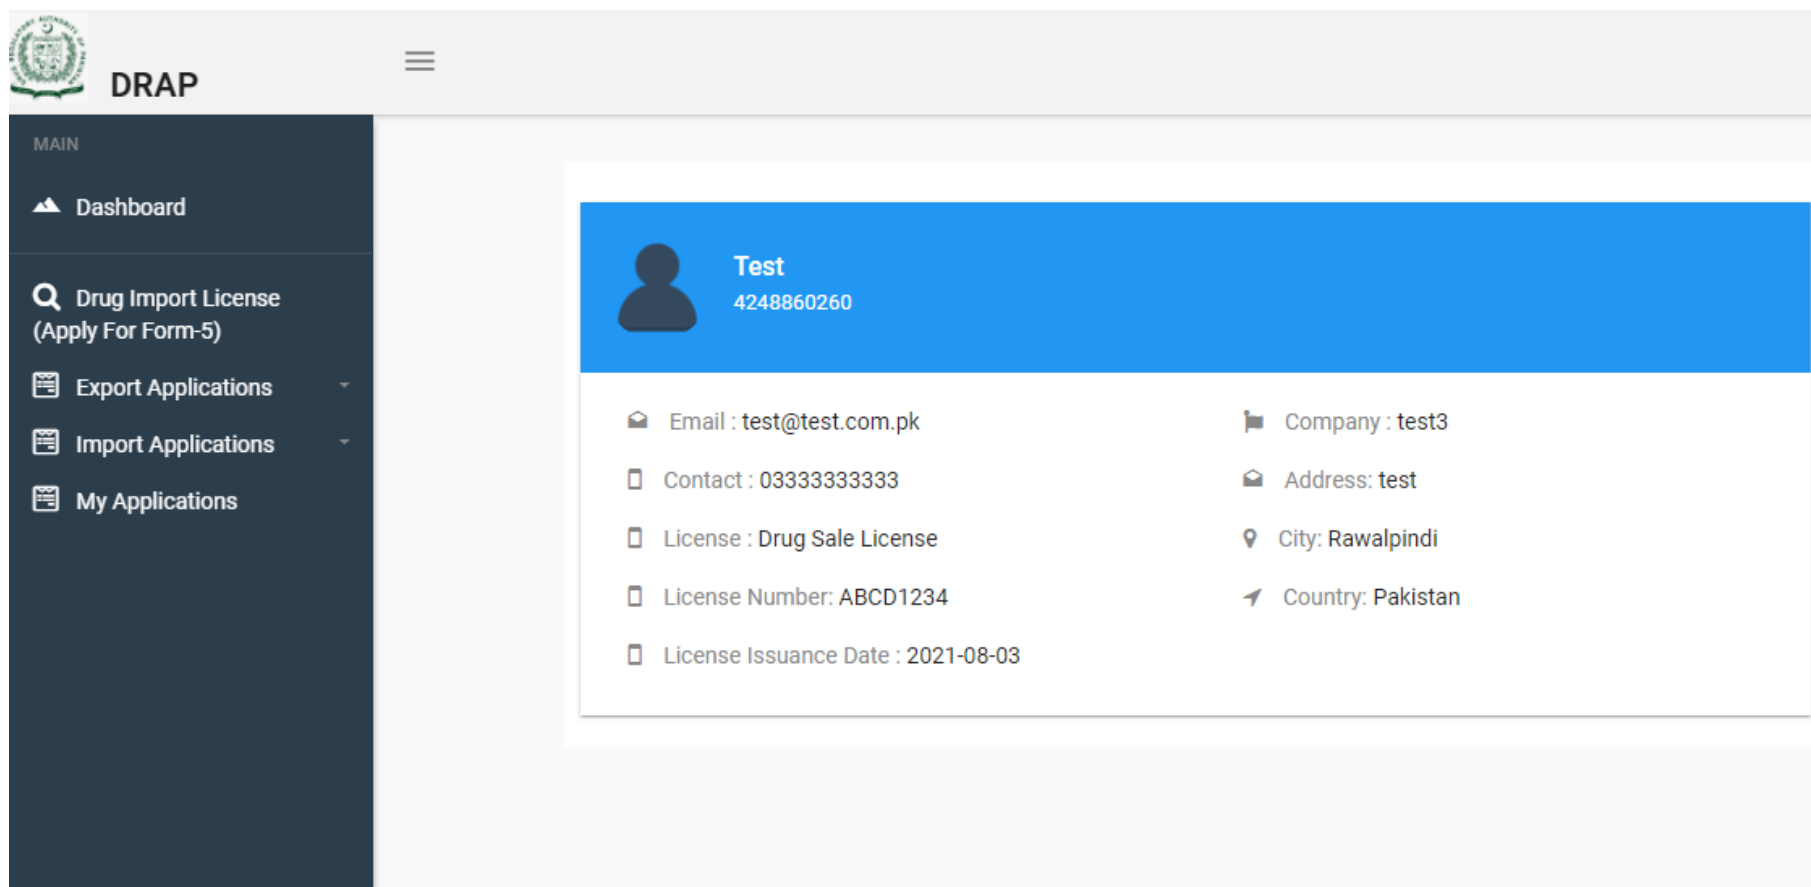 DRAP
MAIN
Dashboard
Drug Import License
(Apply For Form-5)
Export Applications
Import Applications
My Applications
Test
4248860260
Email : test@test.com.pk
Contact : 03333333333
License : Drug Sale License
License Number: ABCD1234
License Issuance Date : 2021-08-03
Company : test3
Address: test
City: Rawalpindi
Country: Pakistan